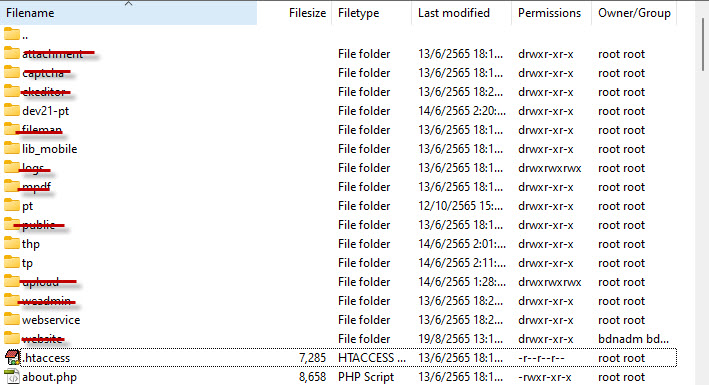 Filename Filesize Filetype Last modified Permissions Owner/Group
..
attachment File folder 13/6/2565 18:1... drwxr-xr-x root root
captcha File folder 13/6/2565 18:1... drwxr-xr-x root root
ckeditor File folder 13/6/2565 18:2... drwxr-xr-x root root
dev21-pt File folder 14/6/2565 2:20:... drwxr-xr-x root root
fileman File folder 13/6/2565 18:1... drwxr-xr-x root root
lib_mobile File folder 13/6/2565 18:1... drwxr-xr-x root root
logs File folder 13/6/2565 18:1... drwxrwxrwx root root
mpdf File folder 13/6/2565 18:1... drwxr-xr-x root root
pt File folder 12/10/2565 15:... drwxr-xr-x root root
public File folder 13/6/2565 18:1... drwxr-xr-x root root
thp File folder 14/6/2565 2:01:... drwxr-xr-x root root
tp File folder 14/6/2565 2:11:... drwxr-xr-x root root
upload File folder 14/6/2565 1:28:... drwxrwxrwx root root
weadmin File folder 13/6/2565 18:2... drwxr-xr-x root root
webservice File folder 13/6/2565 18:2... drwxr-xr-x root root
website File folder 19/8/2565 13:1... drwxr-xr-x bdnadm bd...
.htaccess 7,285 HTACCESS ... 13/6/2565 18:1... -r--r--r-- root root
about.php 8,658 PHP Script 13/6/2565 18:1... -rwxr-xr-x root root